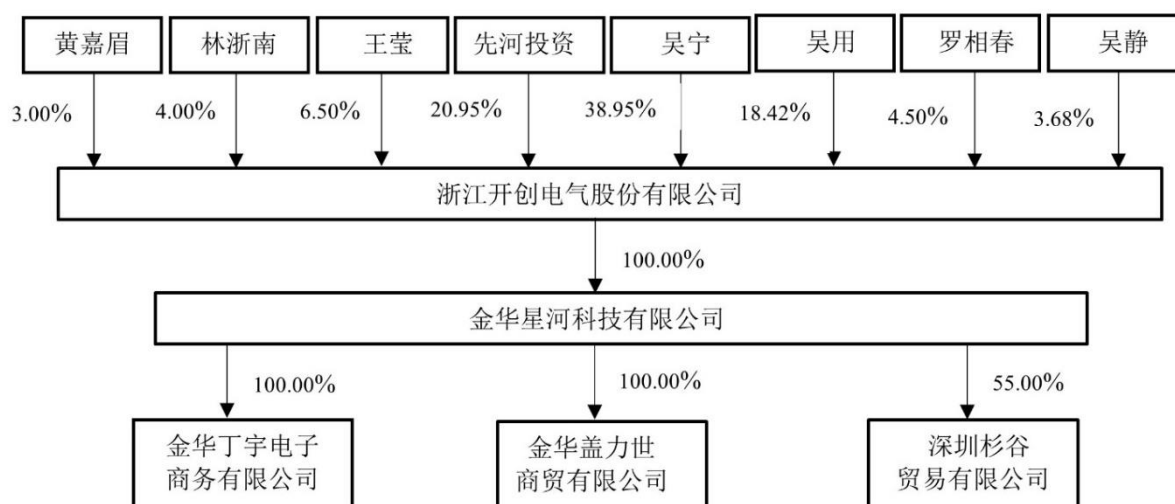 黄嘉眉
林浙南
王莹
先河投资
吴宁
吴用
罗相春
吴静
3.00%
4.00%
6.50%
20.95%
38.95%
18.42%
4.50%
3.68%
浙江开创电气股份有限公司
100.00%
金华星河科技有限公司
100.00%
100.00%
55.00%
金华丁宇电子
商务有限公司
金华盖力世
商贸有限公司
深圳杉谷
贸易有限公司